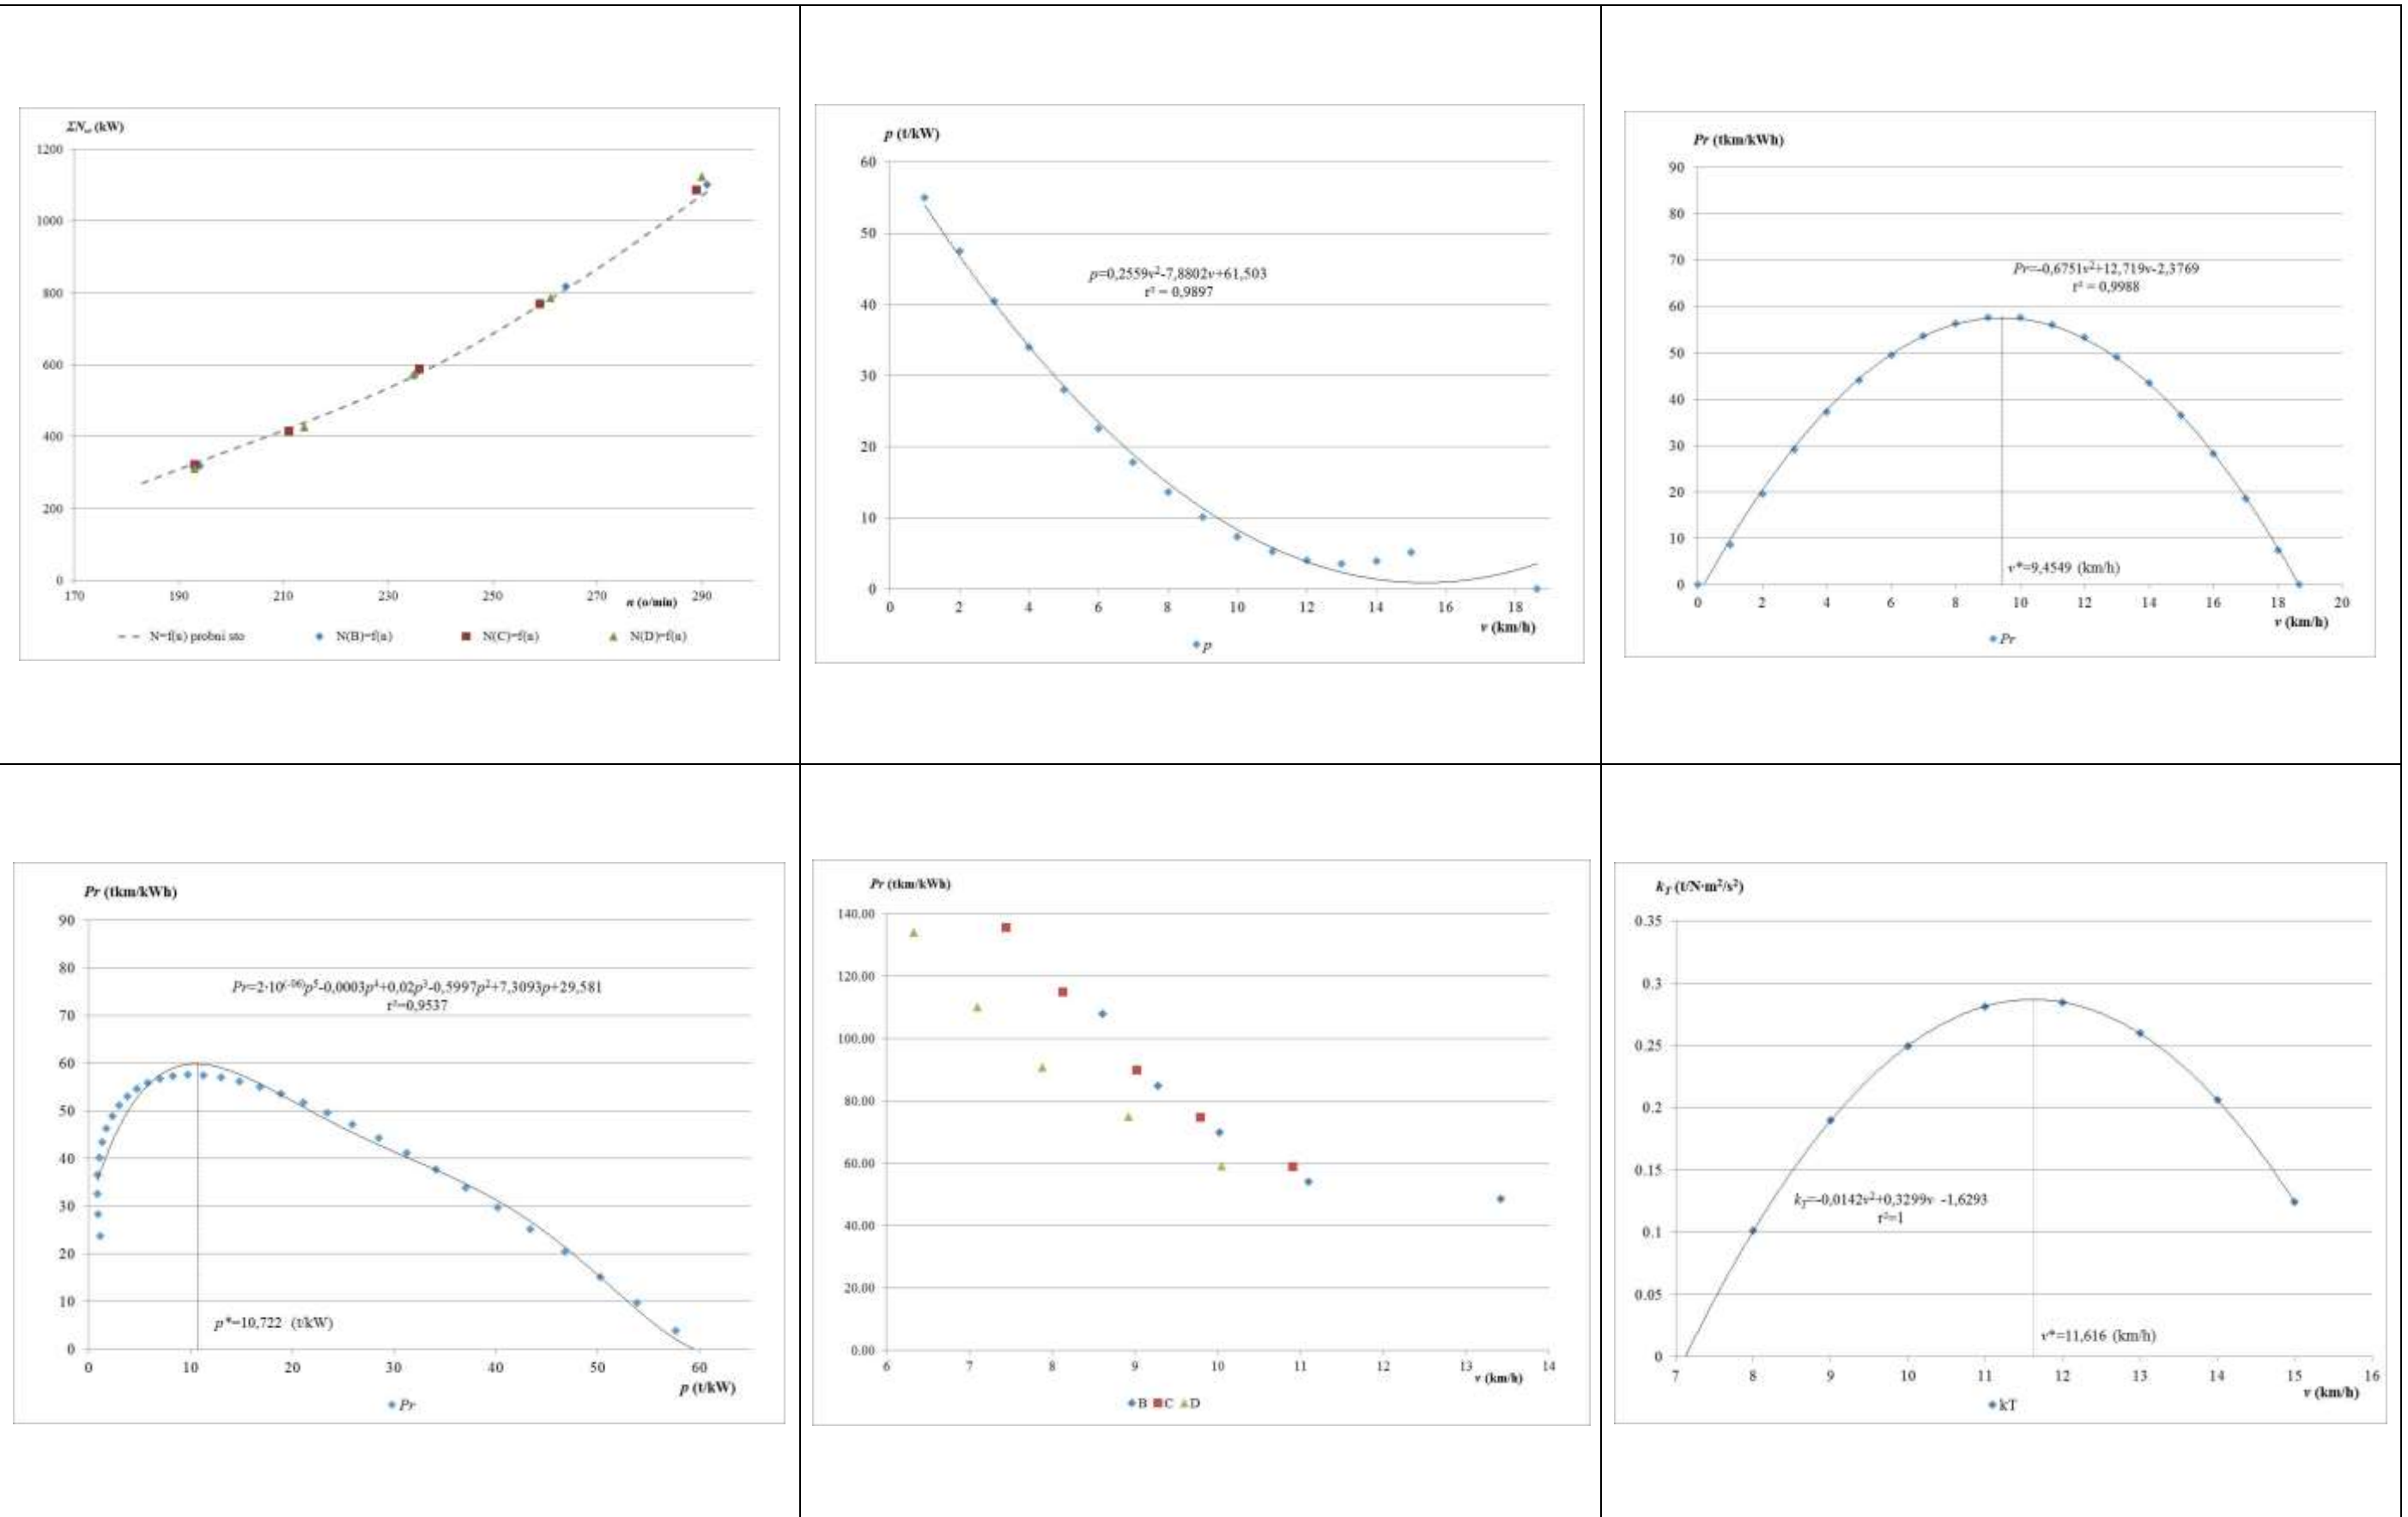 ΣNω (kW)
1200
1000
800
600
400
200
0
170 190 210 230 250 270 290
n (o/min)
N=f(n) probni sto N(B)=f(n) N(C)=f(n) N(D)=f(n)
p (t/kW)
60
50
40
30
20
10
0
p=0,2559v²-7,8802v+61,503
r² = 0,9897
0 2 4 6 8 10 12 14 16 18
v (km/h)
p
Pr (tkm/kWh)
90
80
70
60
50
40
30
20
10
0
Pr=-0,6751v²+12,719v-2,3769
r² = 0,9988
v*=9,4549 (km/h)
0 2 4 6 8 10 12 14 16 18 20
v (km/h)
Pr
Pr (tkm/kWh)
90
80
70
60
50
40
30
20
10
0
Pr=2·10⁽⁻⁰⁶⁾p⁵-0,0003p⁴+0,02p³-0,5997p²+7,3093p+29,581
r²=0,9537
p*=10,722 (t/kW)
0 10 20 30 40 50 60
p (t/kW)
Pr
Pr (tkm/kWh)
140.00
120.00
100.00
80.00
60.00
40.00
20.00
0.00
6 7 8 9 10 11 12 13 14
v (km/h)
B C D
kT (t/N·m²/s²)
0.35
0.3
0.25
0.2
0.15
0.1
0.05
0
kT=-0,0142v²+0,3299v -1,6293
r²=1
v*=11,616 (km/h)
7 8 9 10 11 12 13 14 15 16
v (km/h)
kT